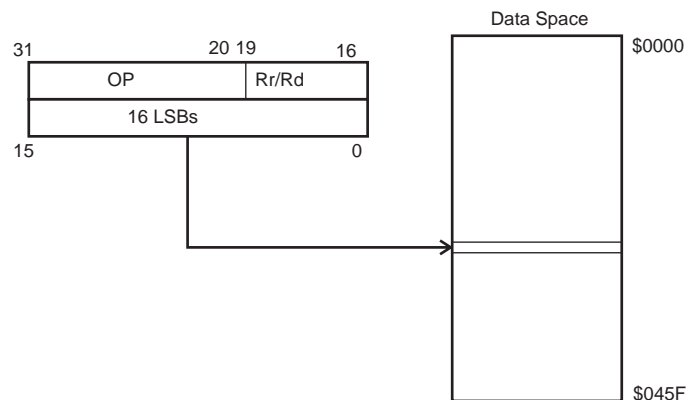 Data Space
31 20 19 16 $0000
OP Rr/Rd
16 LSBs
15 0
$045F